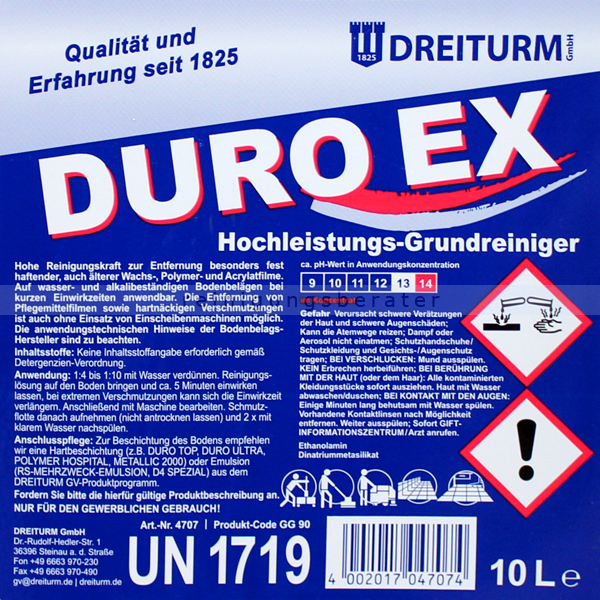 Qualität und
Erfahrung seit 1825
1825
DREITURM GmbH
DURO EX
Hochleistungs-Grundreiniger
Hohe Reinigungskraft zur Entfernung besonders fest
haftender, auch älterer Wachs-, Polymer- und Acrylatfilme.
Auf wasser- und alkalibeständigen Bodenbelägen bei
kurzen Einwirkzeiten anwendbar. Die Entfernung von
Pflegemittelfilmen sowie hartnäckigen Verschmutzungen
ist auch ohne Einsatz von Einscheibenmaschinen möglich.
Die anwendungstechnischen Hinweise der Bodenbelags-
Hersteller sind zu beachten.
Inhaltsstoffe: Keine Inhaltsstoffangabe erforderlich gemäß
Detergenzien-Verordnung.
Anwendung: 1:4 bis 1:10 mit Wasser verdünnen. Reinigungs-
lösung auf den Boden bringen und ca. 5 Minuten einwirken
lassen, bei extremen Verschmutzungen kann sich die Einwirkzeit
verlängern. Anschließend mit Maschine bearbeiten. Schmutz-
flotte danach aufnehmen (nicht antrocknen lassen) und 2 x mit
klarem Wasser nachspülen.
Anschlusspflege: Zur Beschichtung des Bodens empfehlen
wir eine Hartbeschichtung (z.B. DURO TOP, DURO ULTRA,
POLYMER HOSPITAL, METALLIC 2000) oder Emulsion
(RS-MEHRZWECK-EMULSION, D4 SPEZIAL) aus dem
DREITURM GV-Produktprogramm.
Fordern Sie bitte die hierfür gültige Produktbeschreibung an.
NUR FÜR DEN GEWERBLICHEN GEBRAUCH!
ca. pH-Wert in Anwendungskonzentration
9 10 11 12 13 14
im Konzentrat
Gefahr Verursacht schwere Verätzungen
der Haut und schwere Augenschäden;
Kann die Atemwege reizen; Dampf oder
Aerosol nicht einatmen; Schutzhandschuhe/
Schutzkleidung und Gesichts-/Augenschutz
tragen; BEI VERSCHLUCKEN: Mund ausspülen.
KEIN Erbrechen herbeiführen; BEI BERÜHRUNG
MIT DER HAUT (oder dem Haar): Alle kontaminierten
Kleidungsstücke sofort ausziehen. Haut mit Wasser
abwaschen/duschen; BEI KONTAKT MIT DEN AUGEN:
Einige Minuten lang behutsam mit Wasser spülen.
Vorhandene Kontaktlinsen nach Möglichkeit
entfernen. Weiter ausspülen; Sofort GIFT-
INFORMATIONSZENTRUM/Arzt anrufen.
Ethanolamin
Dinatriummetasilikat
Art.-Nr. 4707 | Produkt-Code GG 90
DREITURM GmbH
Dr.-Rudolf-Hedler-Str. 1
36396 Steinau a. d. Straße
Fon +49 6663 970-230
Fax +49 6663 970-490
gv@dreiturm.de | dreiturm.de
UN 1719
4 002017 047074
10 L e